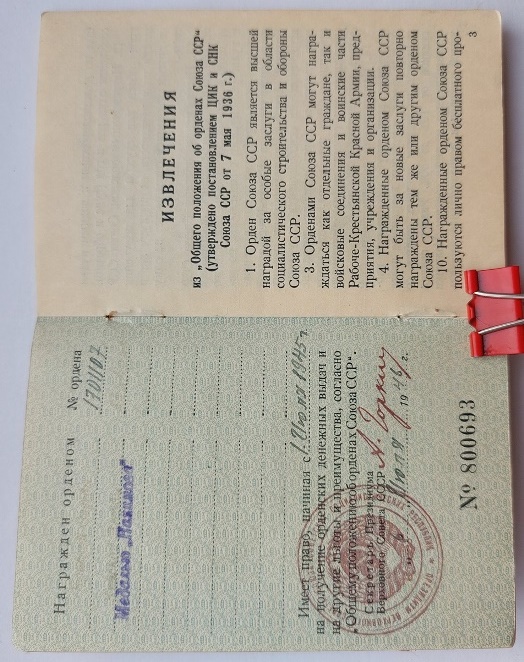 Награжден орденом
№ ордена
Медалью "Нахимова"
Имеет право, начиная с 1. Июля 1945 г.
на получение орденских денежных выдач и
на другие льготы и преимущества, согласно
"Общему положению об орденах Союза ССР".
Секретарь Президиума
Верховного Совета СССР А. Горкин
194 г.
№ 800693
ИЗВЛЕЧЕНИЯ
из „Общего положения об орденах Союза ССР"
(утверждено постановлением ЦИК и СНК
Союза ССР от 7 мая 1936 г.)
1. Орден Союза ССР является высшей
наградой за особые заслуги в области
социалистического строительства и обороны
Союза ССР.
3. Орденами Союза ССР могут награ-
ждаться как отдельные граждане, так и
войсковые соединения и воинские части
Рабоче-Крестьянской Красной Армии, пред-
приятия, учреждения и организации.
4. Награжденные орденом Союза ССР
могут быть за новые заслуги повторно
награждены тем же или другим орденом
Союза ССР.
10. Награжденные орденом Союза ССР
пользуются лично правом бесплатного про-
3